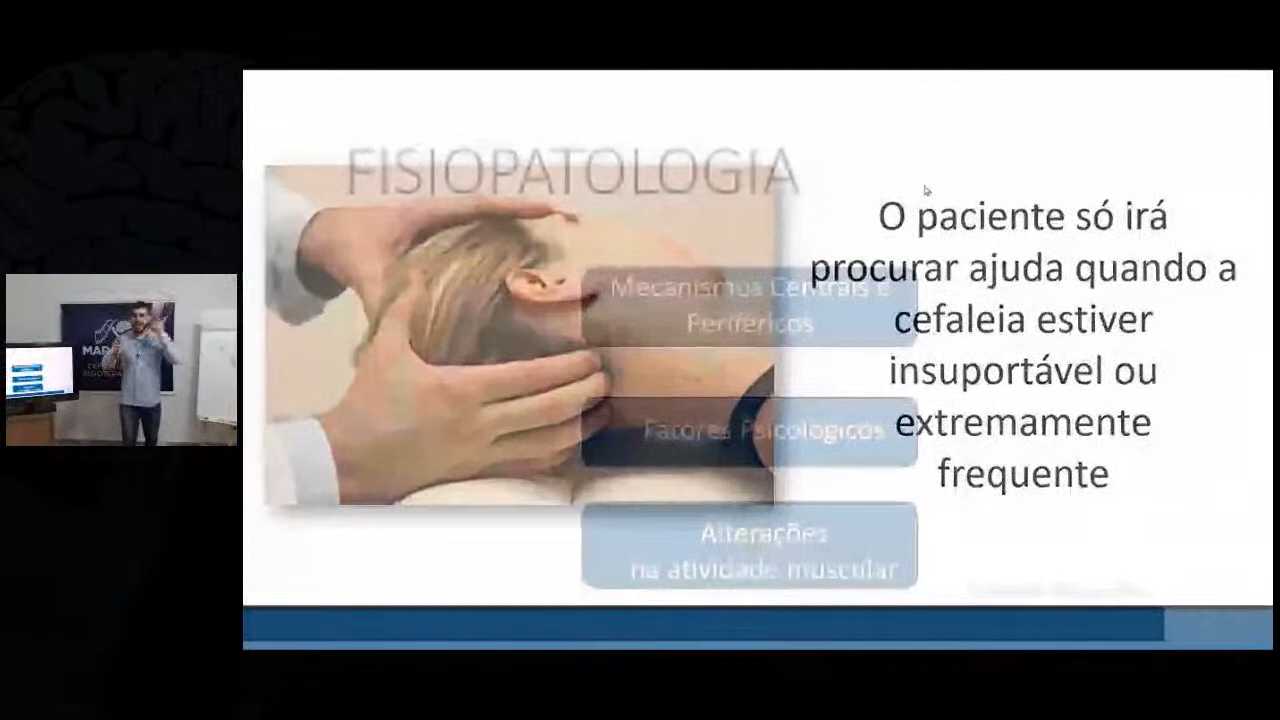 FISIOPATOLOGIA
O paciente só irá
procurar ajuda quando a
cefaleia estiver
insuportável ou
extremamente
frequente
Mecanismos Centrais e
Periféricos
Fatores Psicologicos
Alterações
na atividade muscular